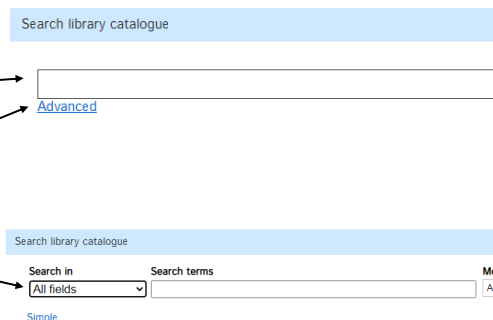 Search library catalogue
Advanced
Search library catalogue
Search in Search terms
All fields
Simple